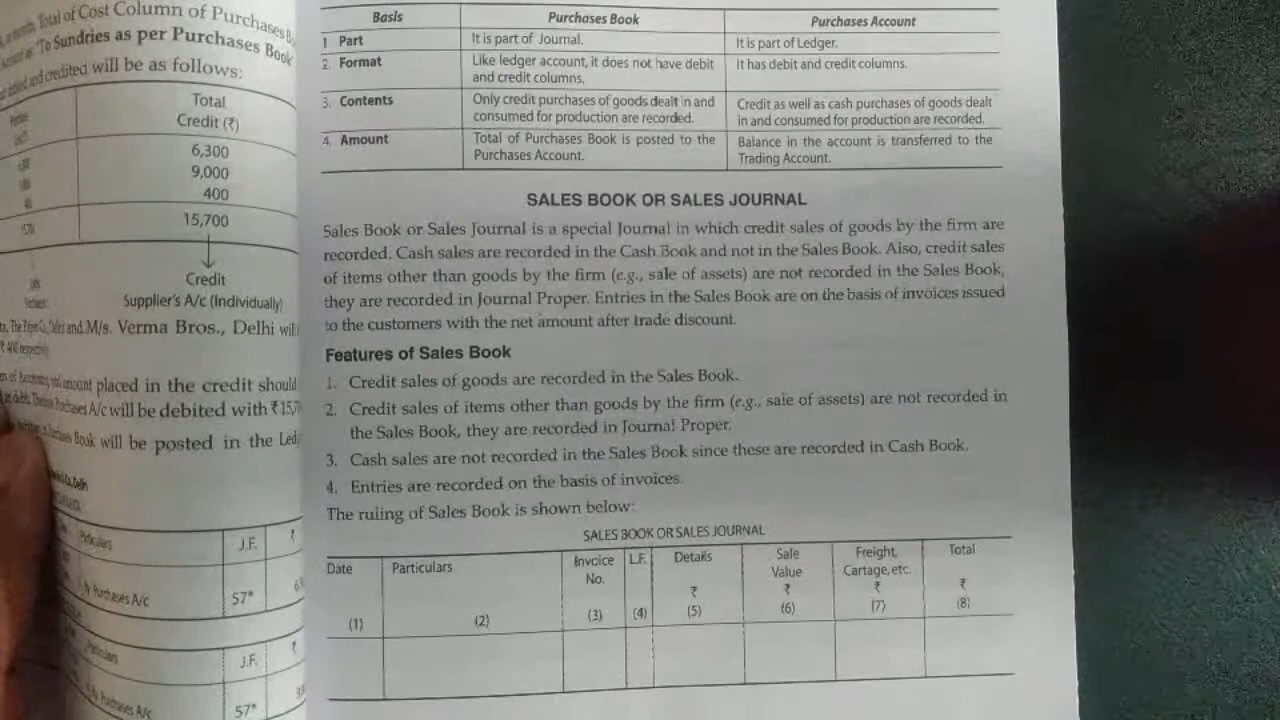 Total of Cost Column of Purchases
"To Sundries as per Purchases Book
and credited will be as follows:
Total
Credit (₹)
6,300
9,000
400
15,700
Credit
Supplier's A/c (Individually)
and M/s. Verma Bros., Delhi will
amount placed in the credit should
Purchases A/c will be debited with ₹ 15,7
Book will be posted in the Led
Particulars J.F. ₹
By Purchases A/c 57*
Particulars J.F. ₹
By Purchases A/c 57*
Basis Purchases Book Purchases Account
1 Part It is part of Journal. It is part of Ledger.
2. Format Like ledger account, it does not have debit It has debit and credit columns.
and credit columns.
3. Contents Only credit purchases of goods dealt in and Credit as well as cash purchases of goods dealt
consumed for production are recorded. in and consumed for production are recorded.
4. Amount Total of Purchases Book is posted to the Balance in the account is transferred to the
Purchases Account. Trading Account.
SALES BOOK OR SALES JOURNAL
Sales Book or Sales Journal is a special Journal in which credit sales of goods by the firm are
recorded. Cash sales are recorded in the Cash Book and not in the Sales Book. Also, credit sales
of items other than goods by the firm (e.g., sale of assets) are not recorded in the Sales Book,
they are recorded in Journal Proper. Entries in the Sales Book are on the basis of invoices issued
to the customers with the net amount after trade discount.
Features of Sales Book
1. Credit sales of goods are recorded in the Sales Book.
2. Credit sales of items other than goods by the firm (e.g., sale of assets) are not recorded in
the Sales Book, they are recorded in Journal Proper.
3. Cash sales are not recorded in the Sales Book since these are recorded in Cash Book.
4. Entries are recorded on the basis of invoices.
The ruling of Sales Book is shown below:
SALES BOOK OR SALES JOURNAL
Date Particulars Invoice L.F. Details Sale Freight, Total
No. Value Cartage, etc.
₹ ₹ ₹ ₹
(1) (2) (3) (4) (5) (6) (7) (8)